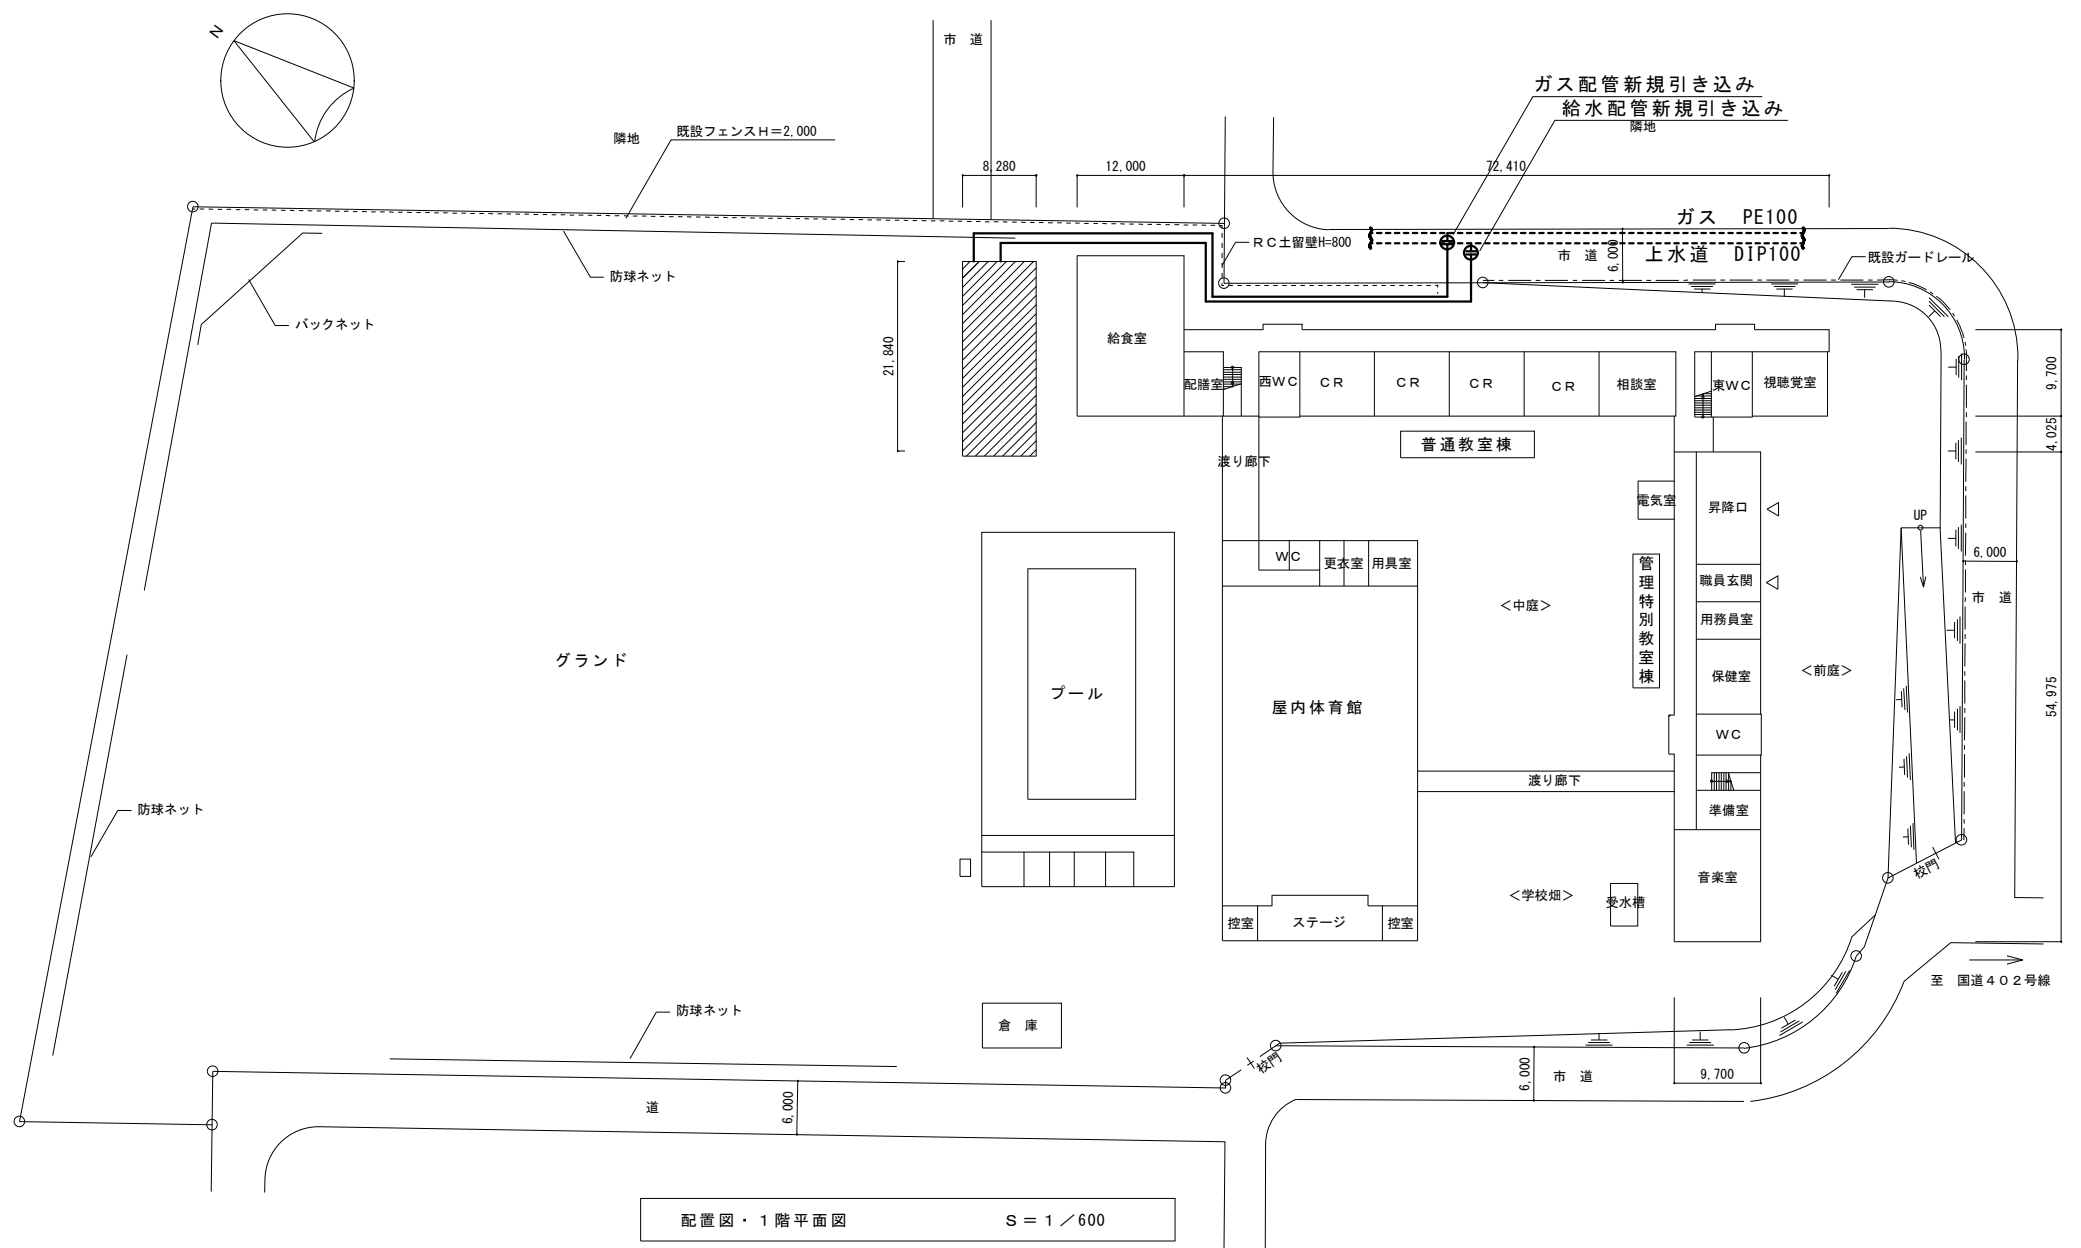 N
市 道
ガス配管新規引き込み
給水配管新規引き込み
隣地
既設フェンスH=2,000
隣地
8,280
12,000
72,410
ガス PE100
RC土留壁H=800
市 道
6,000
上水道 DIP100
既設ガードレール
防球ネット
バックネット
21,840
給食室
配膳室
西WC
CR
CR
CR
CR
相談室
東WC
視聴覚室
9,700
4,025
普通教室棟
渡り廊下
電気室
昇降口
UP
WC
更衣室
用具室
6,000
管理特別教室棟
職員玄関
<中庭>
市 道
用務員室
グランド
プール
屋内体育館
保健室
<前庭>
54,975
WC
渡り廊下
防球ネット
準備室
校門
音楽室
<学校畑>
受水槽
控室
ステージ
控室
至 国道402号線
防球ネット
倉 庫
校門
6,000
市 道
9,700
道
6,000
配置図・1階平面図 S=1/600